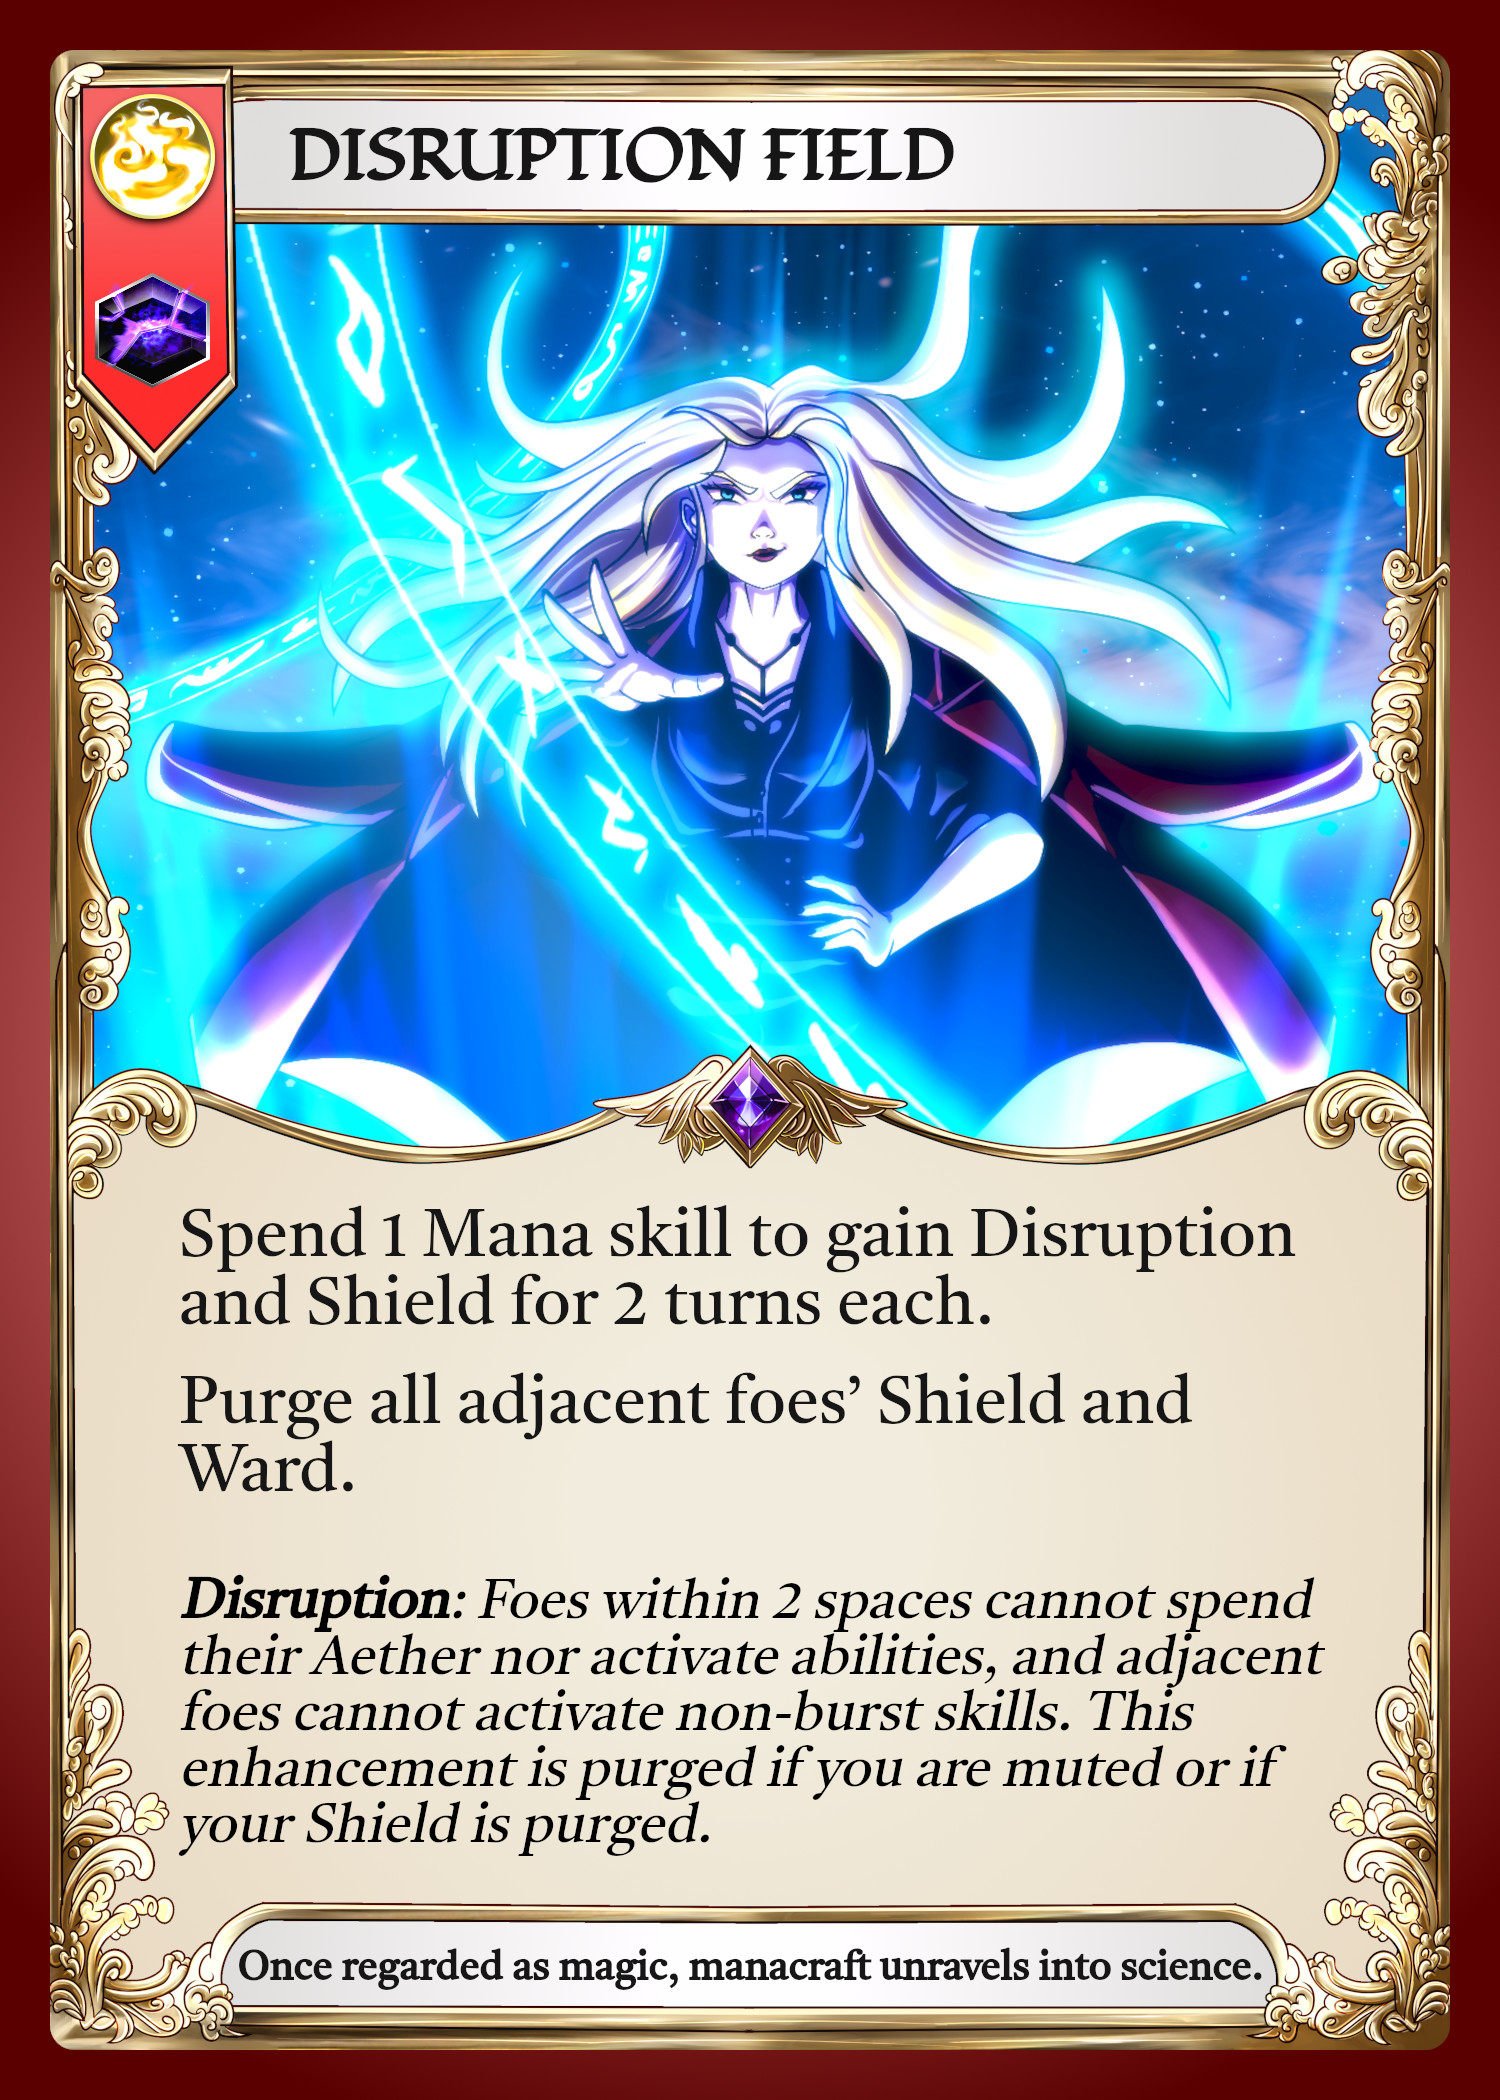 DISRUPTION FIELD
Spend 1 Mana skill to gain Disruption
and Shield for 2 turns each.
Purge all adjacent foes’ Shield and
Ward.
Disruption: Foes within 2 spaces cannot spend
their Aether nor activate abilities, and adjacent
foes cannot activate non-burst skills. This
enhancement is purged if you are muted or if
your Shield is purged.
Once regarded as magic, manacraft unravels into science.